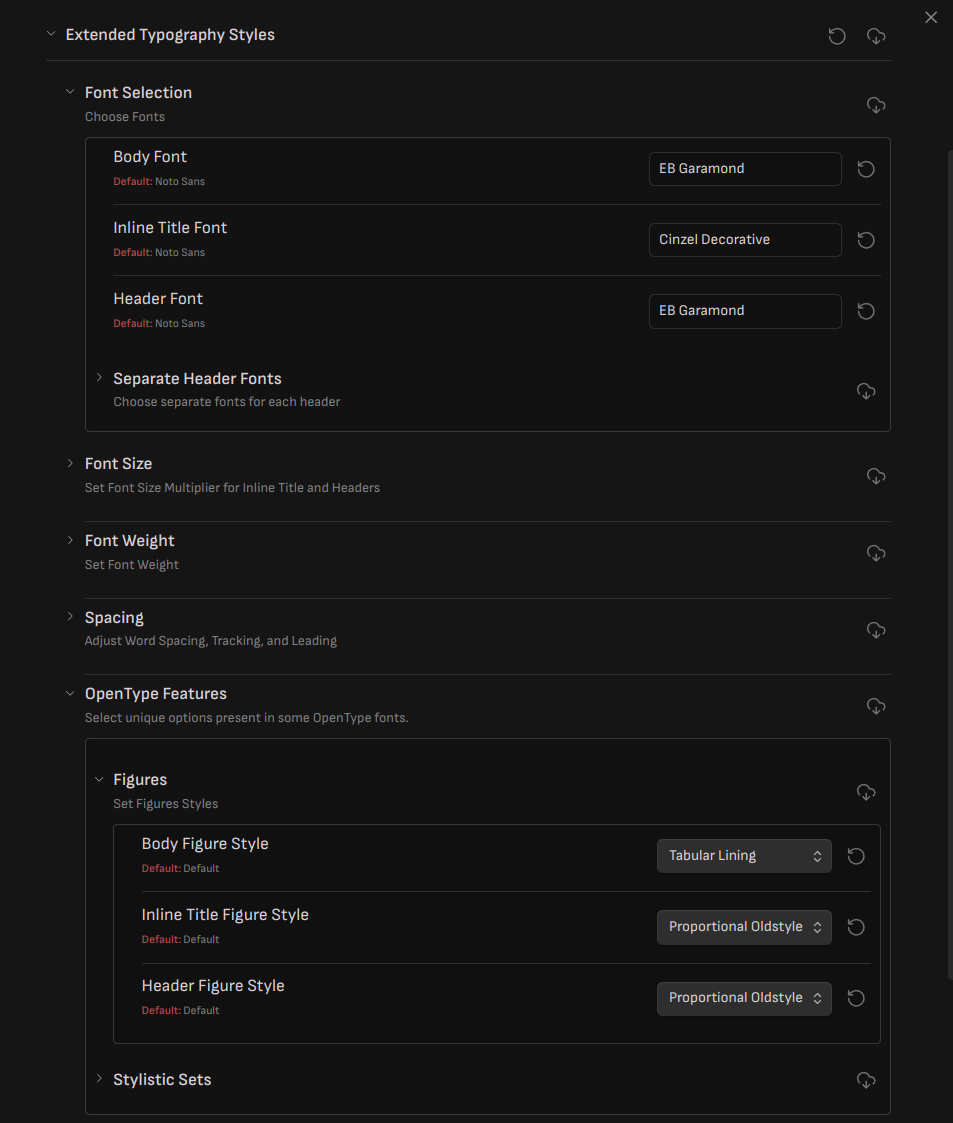 Extended Typography Styles
Font Selection
Choose Fonts
Body Font
Default: Noto Sans
EB Garamond
Inline Title Font
Default: Noto Sans
Cinzel Decorative
Header Font
Default: Noto Sans
EB Garamond
Separate Header Fonts
Choose separate fonts for each header
Font Size
Set Font Size Multiplier for Inline Title and Headers
Font Weight
Set Font Weight
Spacing
Adjust Word Spacing, Tracking, and Leading
OpenType Features
Select unique options present in some OpenType fonts.
Figures
Set Figures Styles
Body Figure Style
Default: Default
Tabular Lining
Inline Title Figure Style
Default: Default
Proportional Oldstyle
Header Figure Style
Default: Default
Proportional Oldstyle
Stylistic Sets